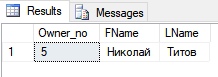 Results Messages
Owner_no FName LName
1 5 Николай Титов